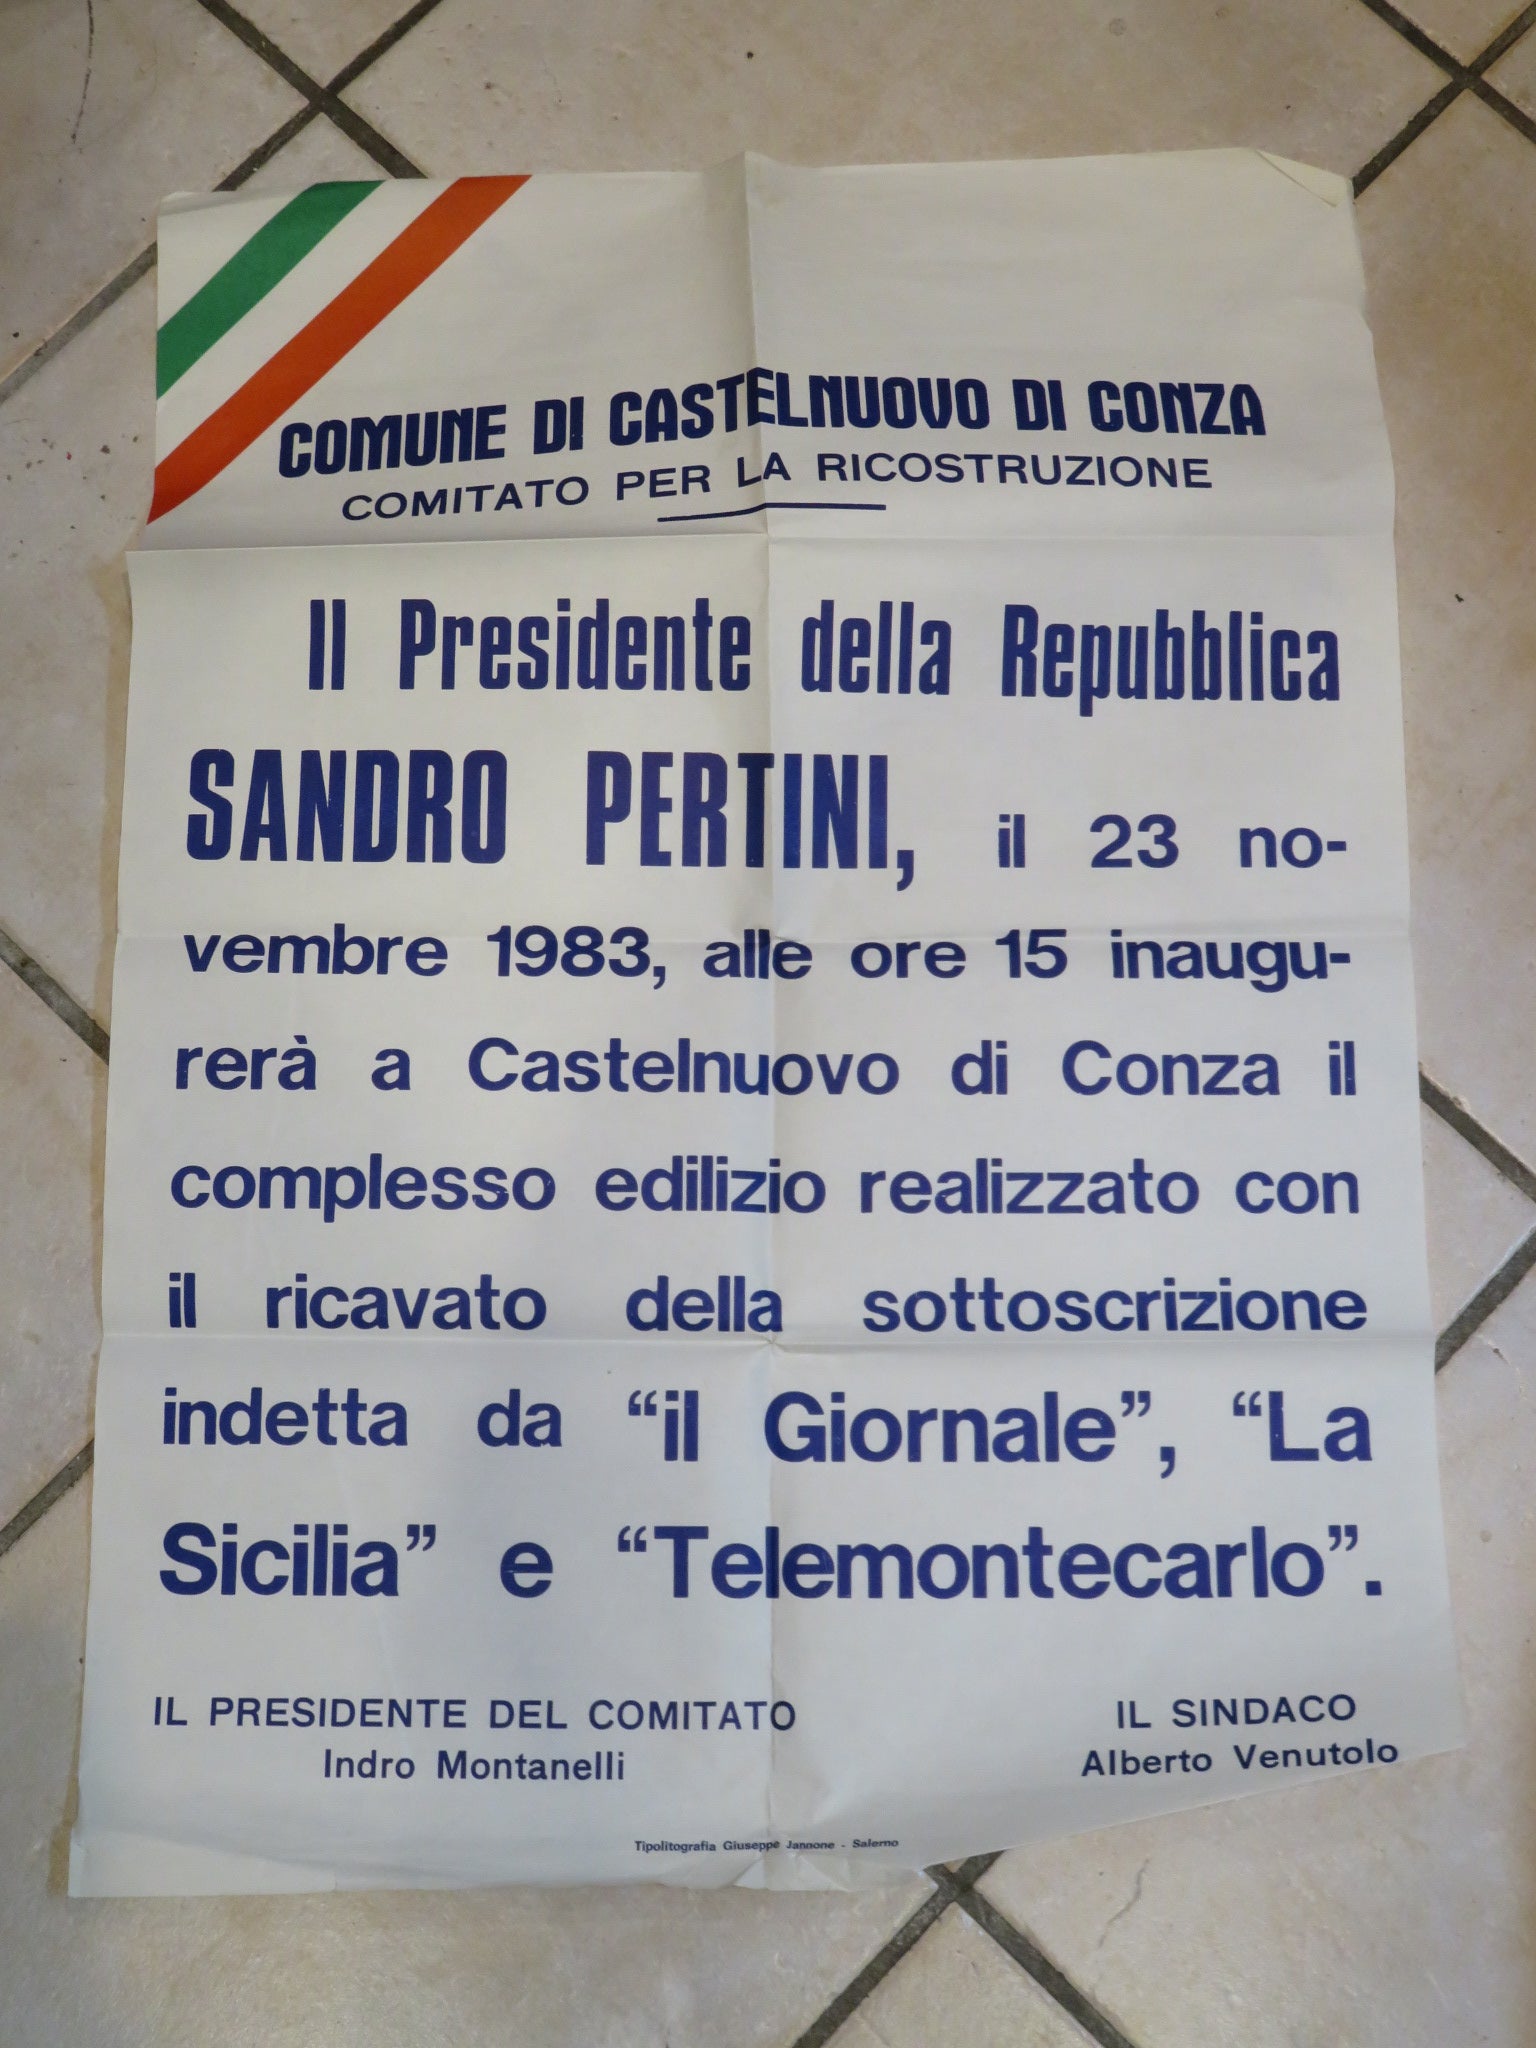 COMUNE DI CASTELNUOVO DI CONZA
COMITATO PER LA RICOSTRUZIONE
Il Presidente della Repubblica
SANDRO PERTINI, il 23 no-
vembre 1983, alle ore 15 inaugu-
rerà a Castelnuovo di Conza il
complesso edilizio realizzato con
il ricavato della sottoscrizione
indetta da “il Giornale”, “La
Sicilia” e “Telemontecarlo”.
IL PRESIDENTE DEL COMITATO
Indro Montanelli
IL SINDACO
Alberto Venutolo
Tipolitografia Giuseppe Jannone - Salerno